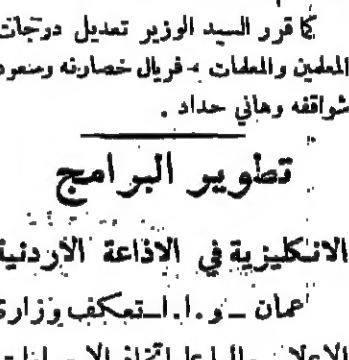 كما قرر السيد الوزير تعديل درجات
المعلمين والمعلمات - فريال خصارنه ومنصور
شواقفه وهاني حداد .
تطوير البرامج
الانكليزية في الاذاعة الاردنية
عمان - و.ا. - تعكف وزارة